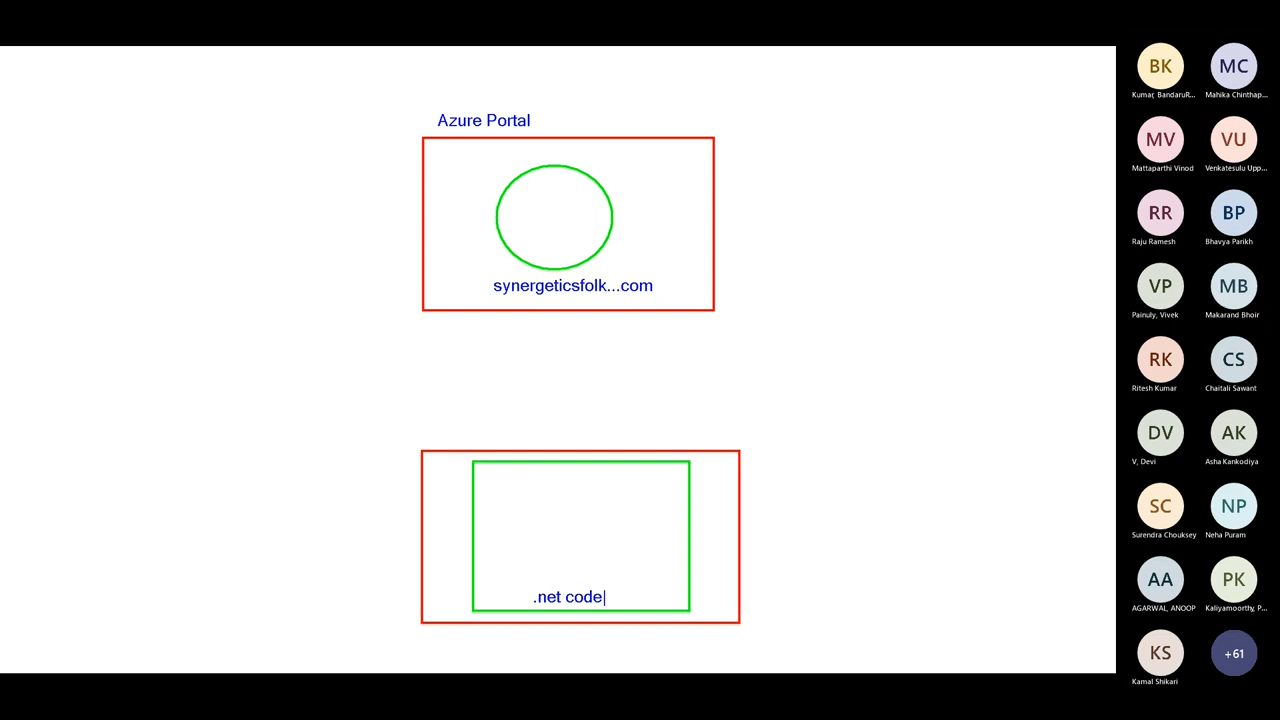 Azure Portal
synergeticsfolk...com
.net code
BK
MC
Kumar, BandaruR...
Mahika Chinthap...
MV
VU
Mattaparthi Vinod
Venkatesulu Upp...
RR
BP
Raju Ramesh
Bhavya Parikh
VP
MB
Painuly, Vivek
Makarand Bhoir
RK
CS
Ritesh Kumar
Chaitali Sawant
DV
AK
V, Devi
Asha Kankodiya
SC
NP
Surendra Chouksey
Neha Puram
AA
PK
AGARWAL, ANOOP
Kaliyamoorthy, P...
KS
+61
Kamal Shikari